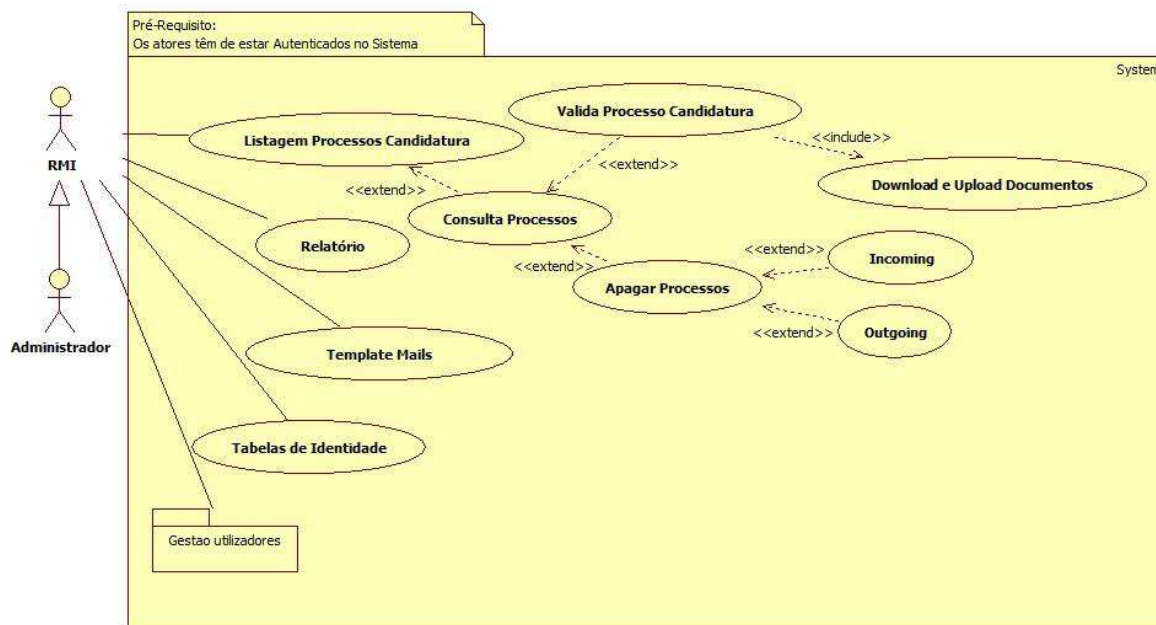 Pré-Requisito:
Os atores têm de estar Autenticados no Sistema
System
Valida Processo Candidatura
Listagem Processos Candidatura
<<include>>
<<extend>>
RMI
Download e Upload Documentos
<<extend>>
Consulta Processos
Relatório
<<extend>>
Incoming
<<extend>>
Apagar Processos
<<extend>>
Outgoing
Administrador
Template Mails
Tabelas de Identidade
Gestao utilizadores